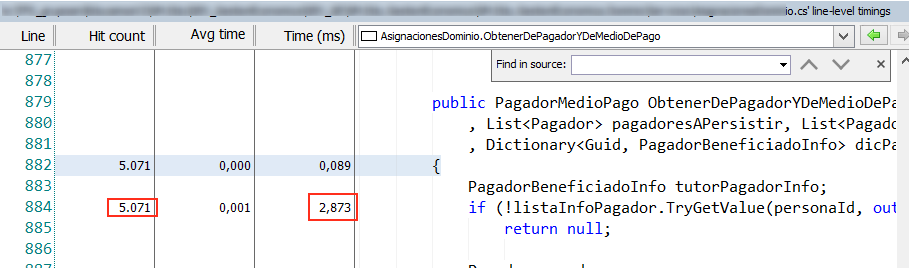 io.cs' line-level timings
Line Hit count Avg time Time (ms) AsignacionesDominio.ObtenerDePagadorYDeMedioDePago
877
Find in source:
878
879 public PagadorMedioPago ObtenerDePagadorYDeMedioDePa
880 , List<Pagador> pagadoresAPersistir, List<Pagado
881 , Dictionary<Guid, PagadorBeneficiadoInfo> dicPa
882 5.071 0,000 0,089 {
883 PagadorBeneficiadoInfo tutorPagadorInfo;
884 5.071 0,001 2,873 if (!listaInfoPagador.TryGetValue(personaId, out
885 return null;
886